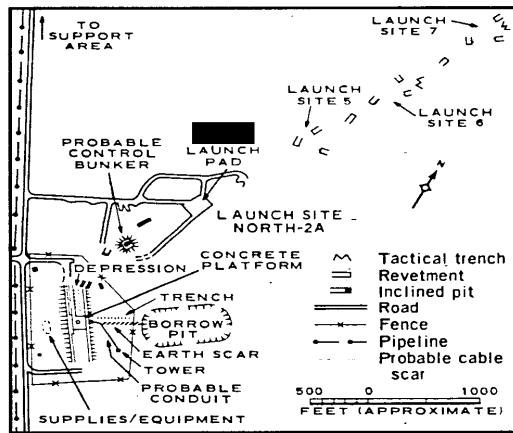 TO
SUPPORT
AREA
LAUNCH
SITE 7
LAUNCH
SITE 5
LAUNCH
SITE 6
PROBABLE
CONTROL
BUNKER
LAUNCH
PAD
N
LAUNCH SITE
NORTH-2A
CONCRETE
PLATFORM
DEPRESSION
TRENCH
BORROW
PIT
EARTH SCAR
TOWER
PROBABLE
CONDUIT
SUPPLIES/EQUIPMENT
Tactical trench
Revetment
Inclined pit
Road
Fence
Pipeline
Probable cable
scar
500 0 1000
FEET (APPROXIMATE)